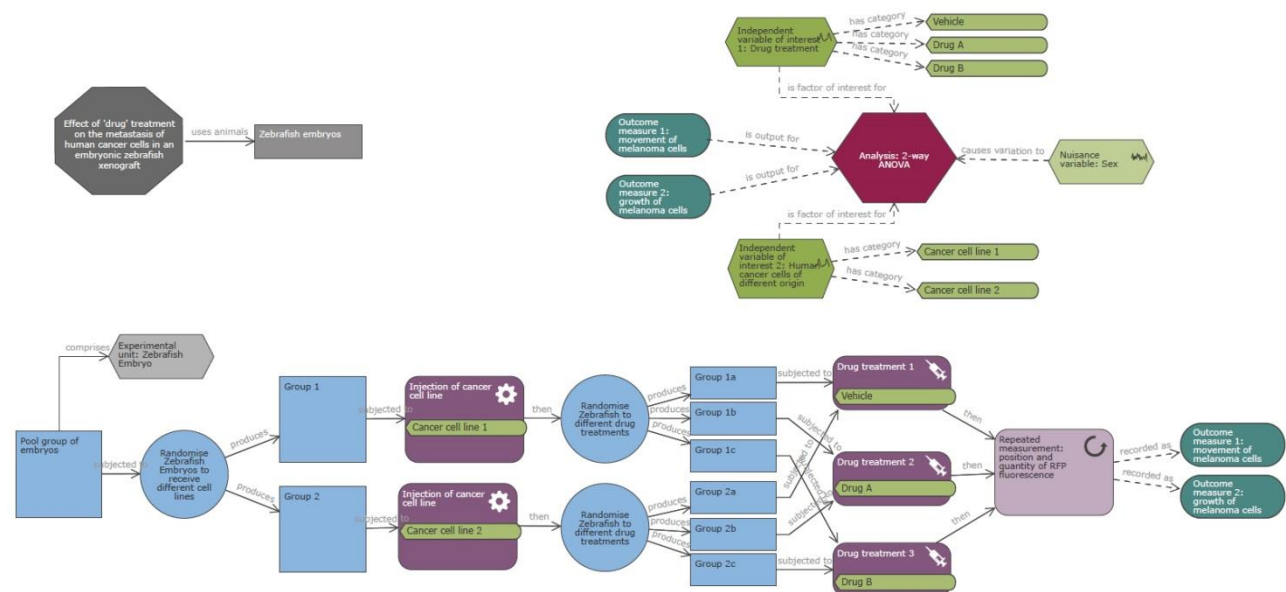 Effect of 'drug' treatment
on the metastasis of
human cancer cells in an
embryonic zebrafish
xenograft
uses animals
Zebrafish embryos
Independent
variable of interest
1: Drug treatment
has category
has category
has category
Vehicle
Drug A
Drug B
is factor of interest for
Outcome
measure 1:
movement of
melanoma cells
is output for
Outcome
measure 2:
growth of
melanoma cells
is output for
Analysis: 2-way
ANOVA
causes variation to
Nuisance
variable: Sex
is factor of interest for
Independent
variable of
interest 2: Human
cancer cells of
different origin
has category
has category
Cancer cell line 1
Cancer cell line 2
comprises
Experimental
unit: Zebrafish
Embryo
Pool group of
embryos
subjected to
Randomise
Zebrafish
Embryos to
receive different
cell lines
produces
produces
Group 1
subjected to
Injection of cancer
cell line
Cancer cell line 1
then
Randomise
Zebrafish to
different drug
treatments
produces
produces
produces
Group 1a
Group 1b
Group 1c
Group 2
subjected to
Injection of cancer
cell line
Cancer cell line 2
then
Randomise
Zebrafish to
different drug
treatments
produces
produces
produces
Group 2a
Group 2b
Group 2c
subjected to
subjected to
subjected to
subjected to
subjected to
subjected to
Drug treatment 1
Vehicle
Drug treatment 2
Drug A
Drug treatment 3
Drug B
then
then
then
Repeated
measurement:
position and
quantity of RFP
fluorescence
recorded as
recorded as
Outcome
measure 1:
movement of
melanoma cells
Outcome
measure 2:
growth of
melanoma cells